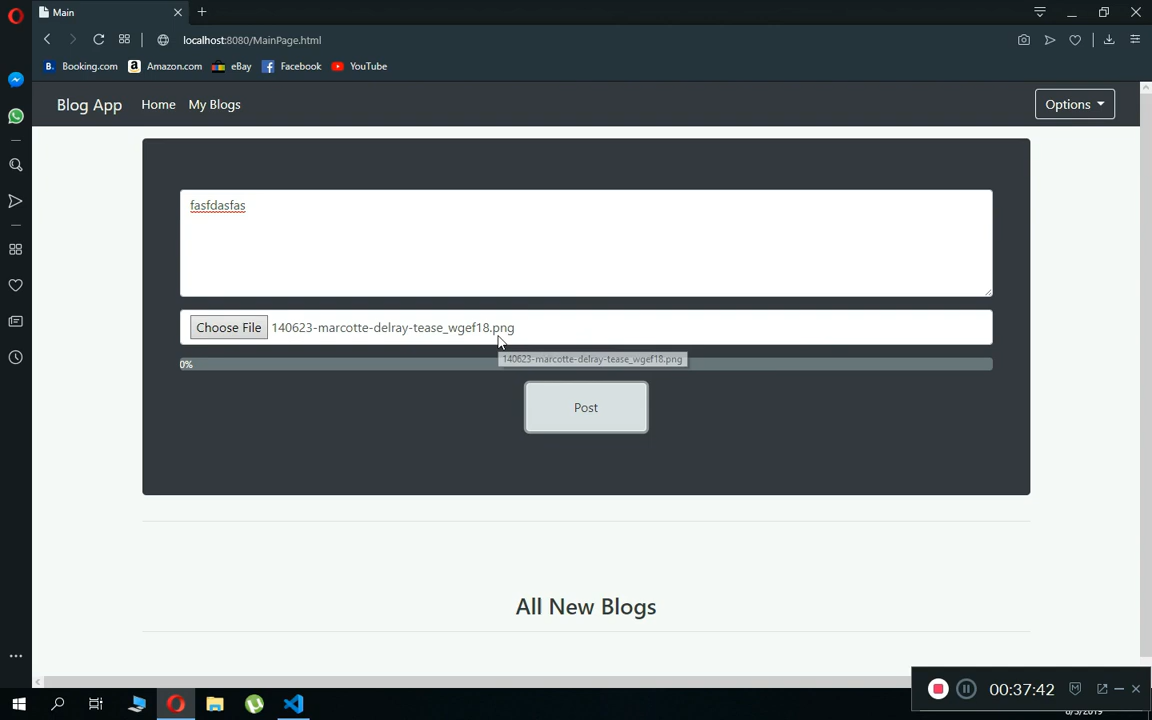 Main
localhost:8080/MainPage.html
B. Booking.com a Amazon.com eBay Facebook YouTube
Blog App Home My Blogs Options
fasfdasfas
Choose File 140623-marcotte-delray-tease_wgef18.png
140623-marcotte-delray-tease_wgef18.png
0%
Post
All New Blogs
00:37:42